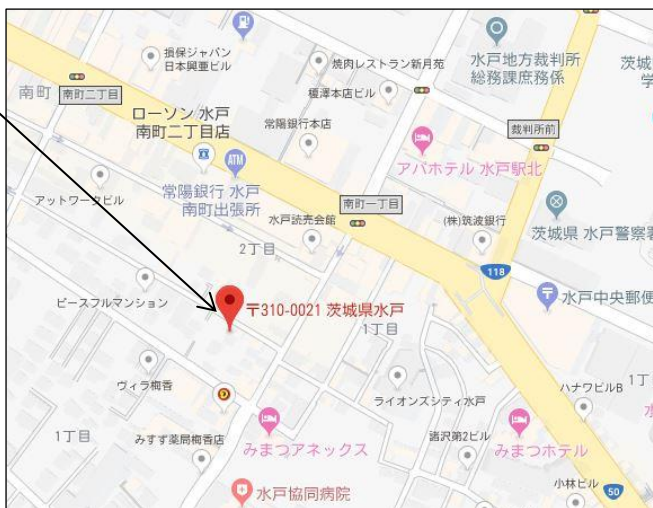 損保ジャパン
日本興亜ビル
焼肉レストラン新月苑
水戸地方裁判所
総務課庶務係
茨城
学
南町
南町二丁目
榎澤本店ビル
ローソン 水戸
南町二丁目店
常陽銀行本店
裁判所前
アパホテル 水戸駅北
ATM
アットワークビル
常陽銀行 水戸
南町出張所
南町一丁目
水戸読売会館
(株)筑波銀行
茨城県 水戸警察署
2丁目
118
ピースフルマンション
〒310-0021 茨城県水戸
水戸中央郵便
1丁目
ヴィラ梅香
ライオンズシティ水戸
ハナワビルB
1丁
1丁目
みすず薬局梅香店
みまつアネックス
諸沢第2ビル
みまつホテル
水
小林ビル
水戸協同病院
50